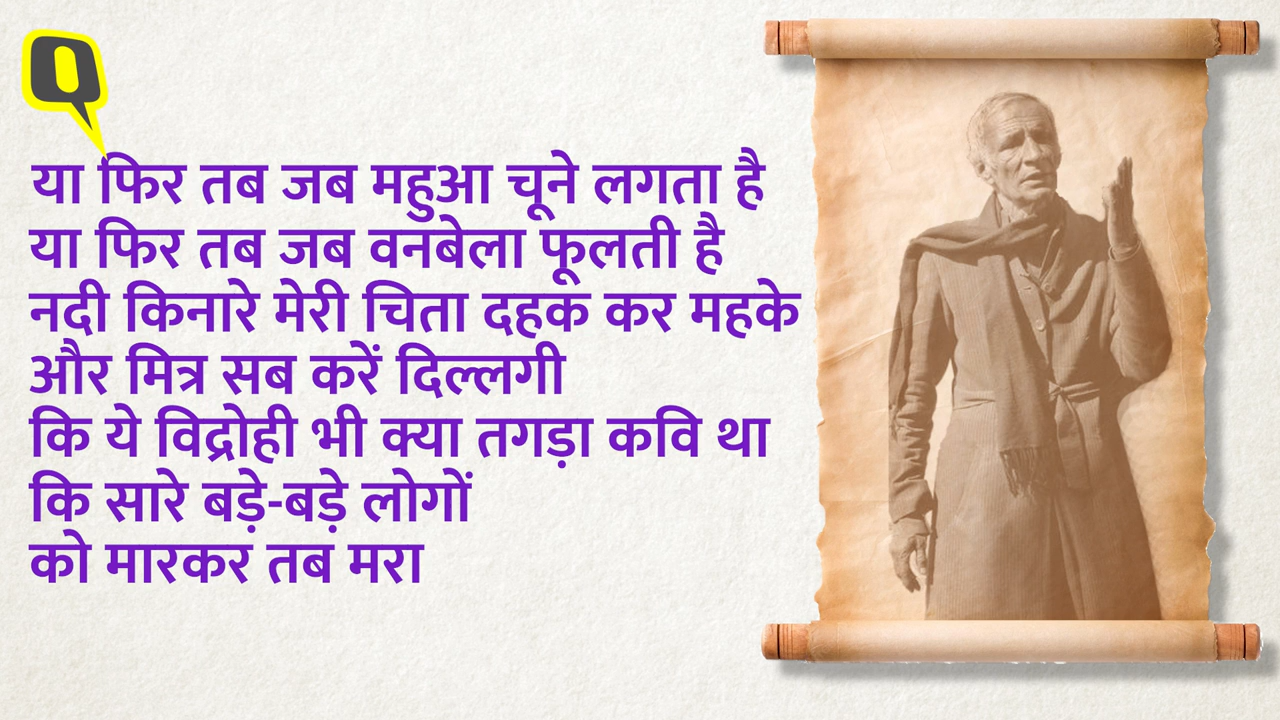 Q
या फिर तब जब महुआ चूने लगता है
या फिर तब जब वनबेला फूलती है
नदी किनारे मेरी चिता दहक कर महके
और मित्र सब करें दिल्लगी
कि ये विद्रोही भी क्या तगड़ा कवि था
कि सारे बड़े-बड़े लोगों
को मारकर तब मरा